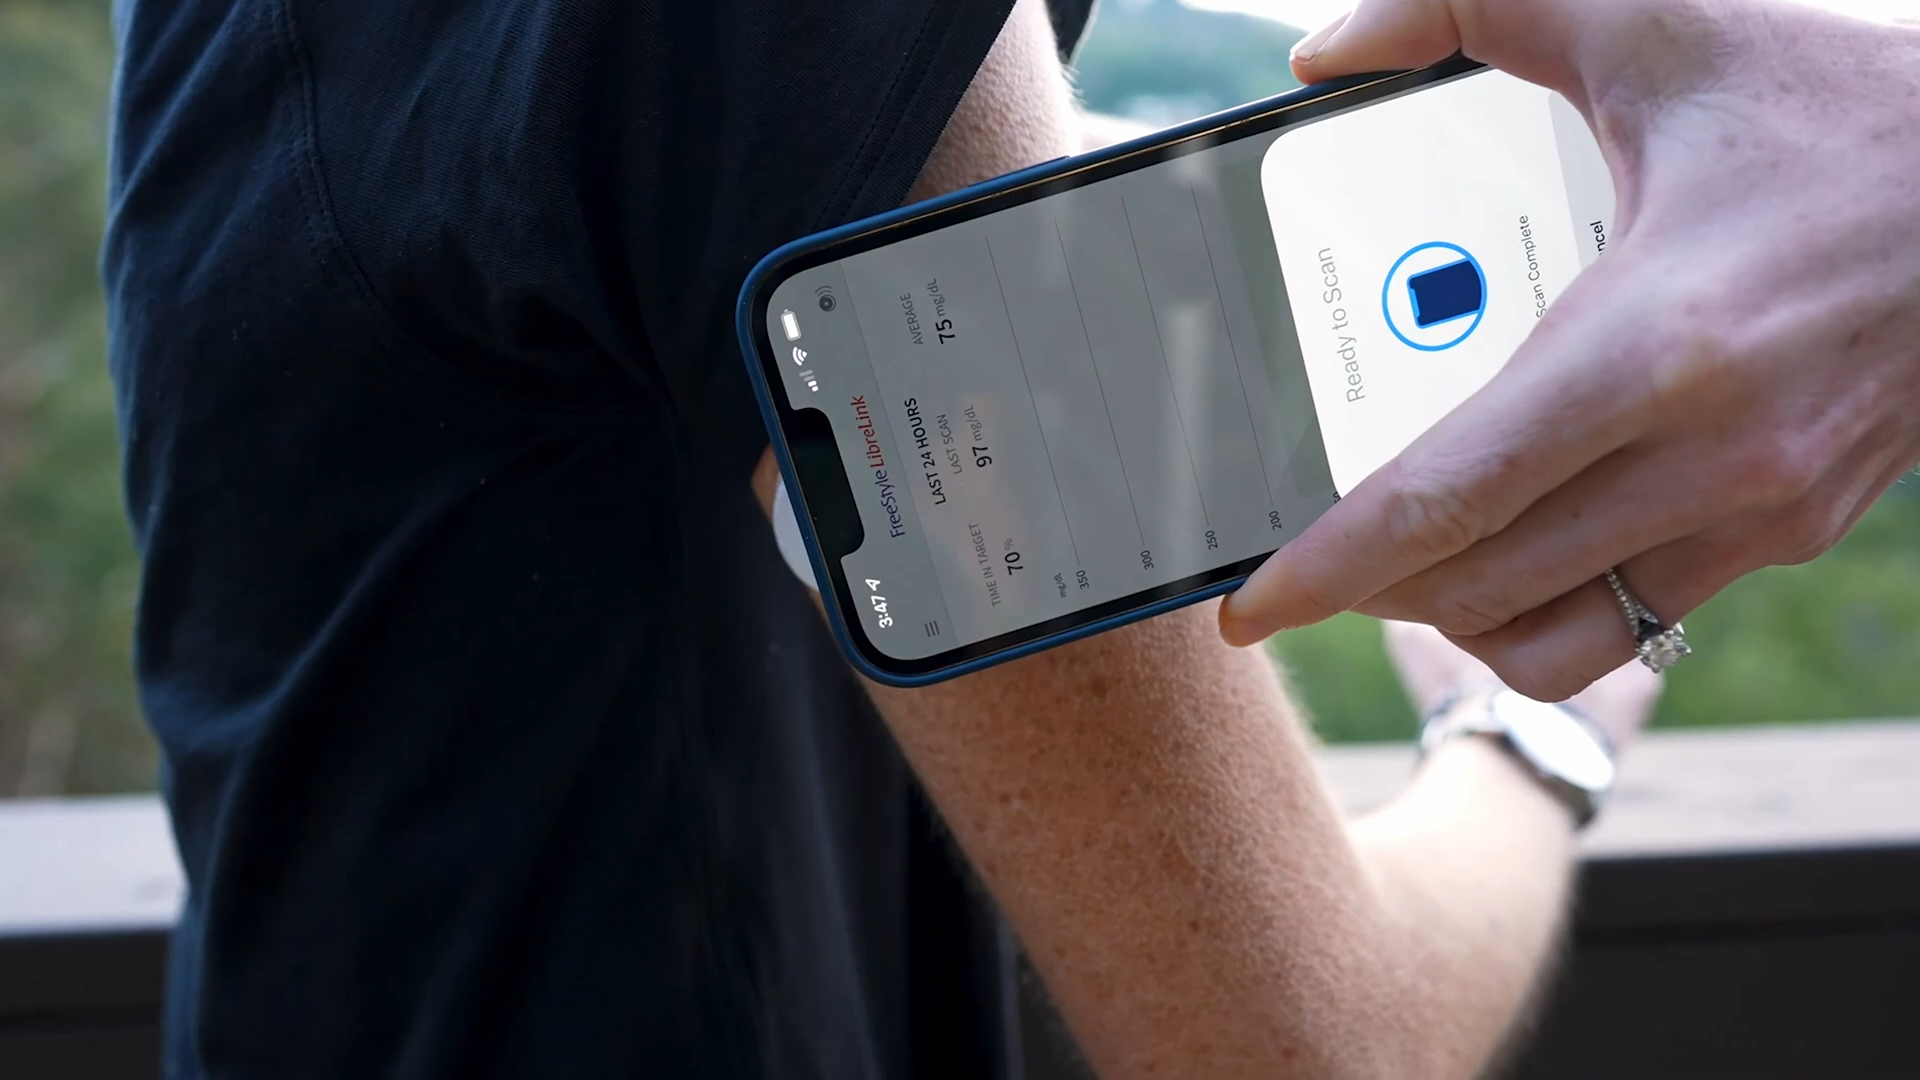 3:47
FreeStyle LibreLink
LAST 24 HOURS
TIME IN TARGET
70 %
LAST SCAN
97 mg/dL
AVERAGE
75 mg/dL
mg/dL
350
300
250
200
Ready to Scan
Scan Complete
ncel